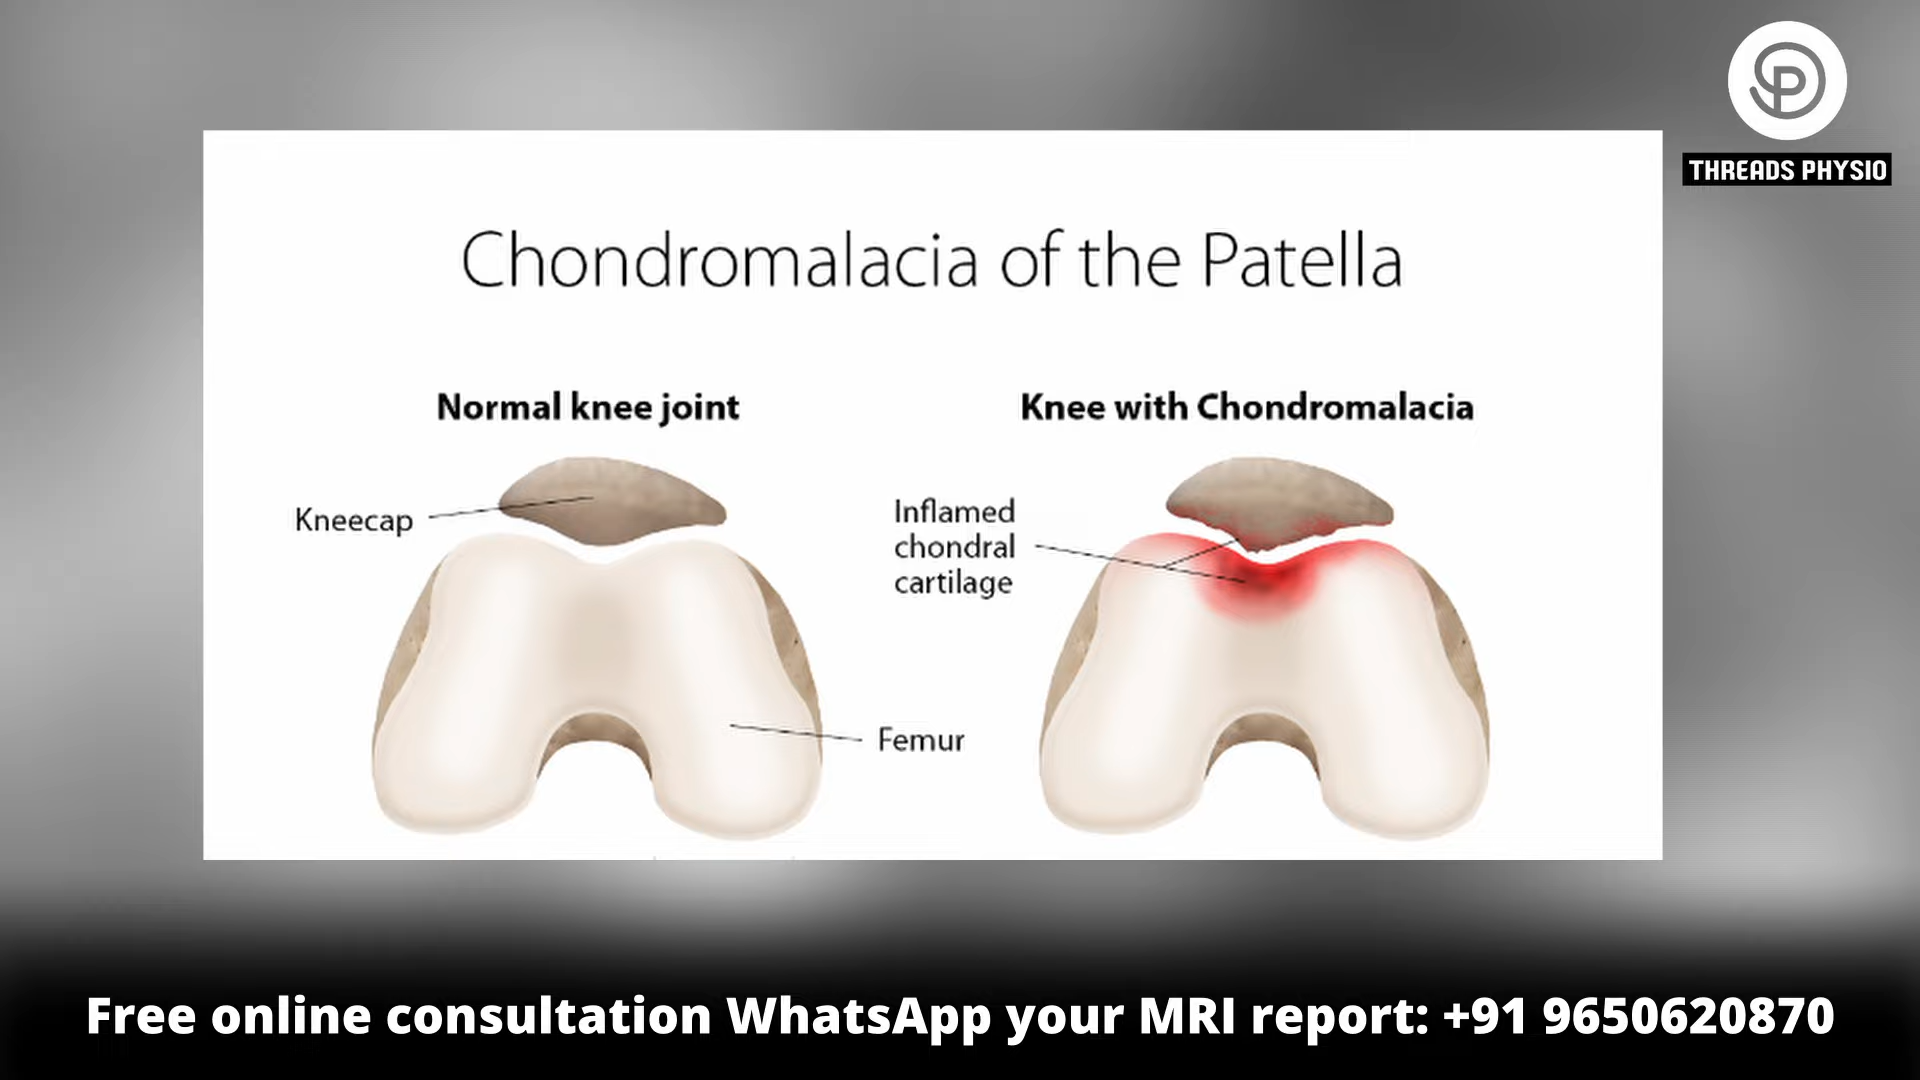 THREADS PHYSIO
Chondromalacia of the Patella
Normal knee joint
Knee with Chondromalacia
Kneecap
Inflamed
chondral
cartilage
Femur
Free online consultation WhatsApp your MRI report: +91 9650620870